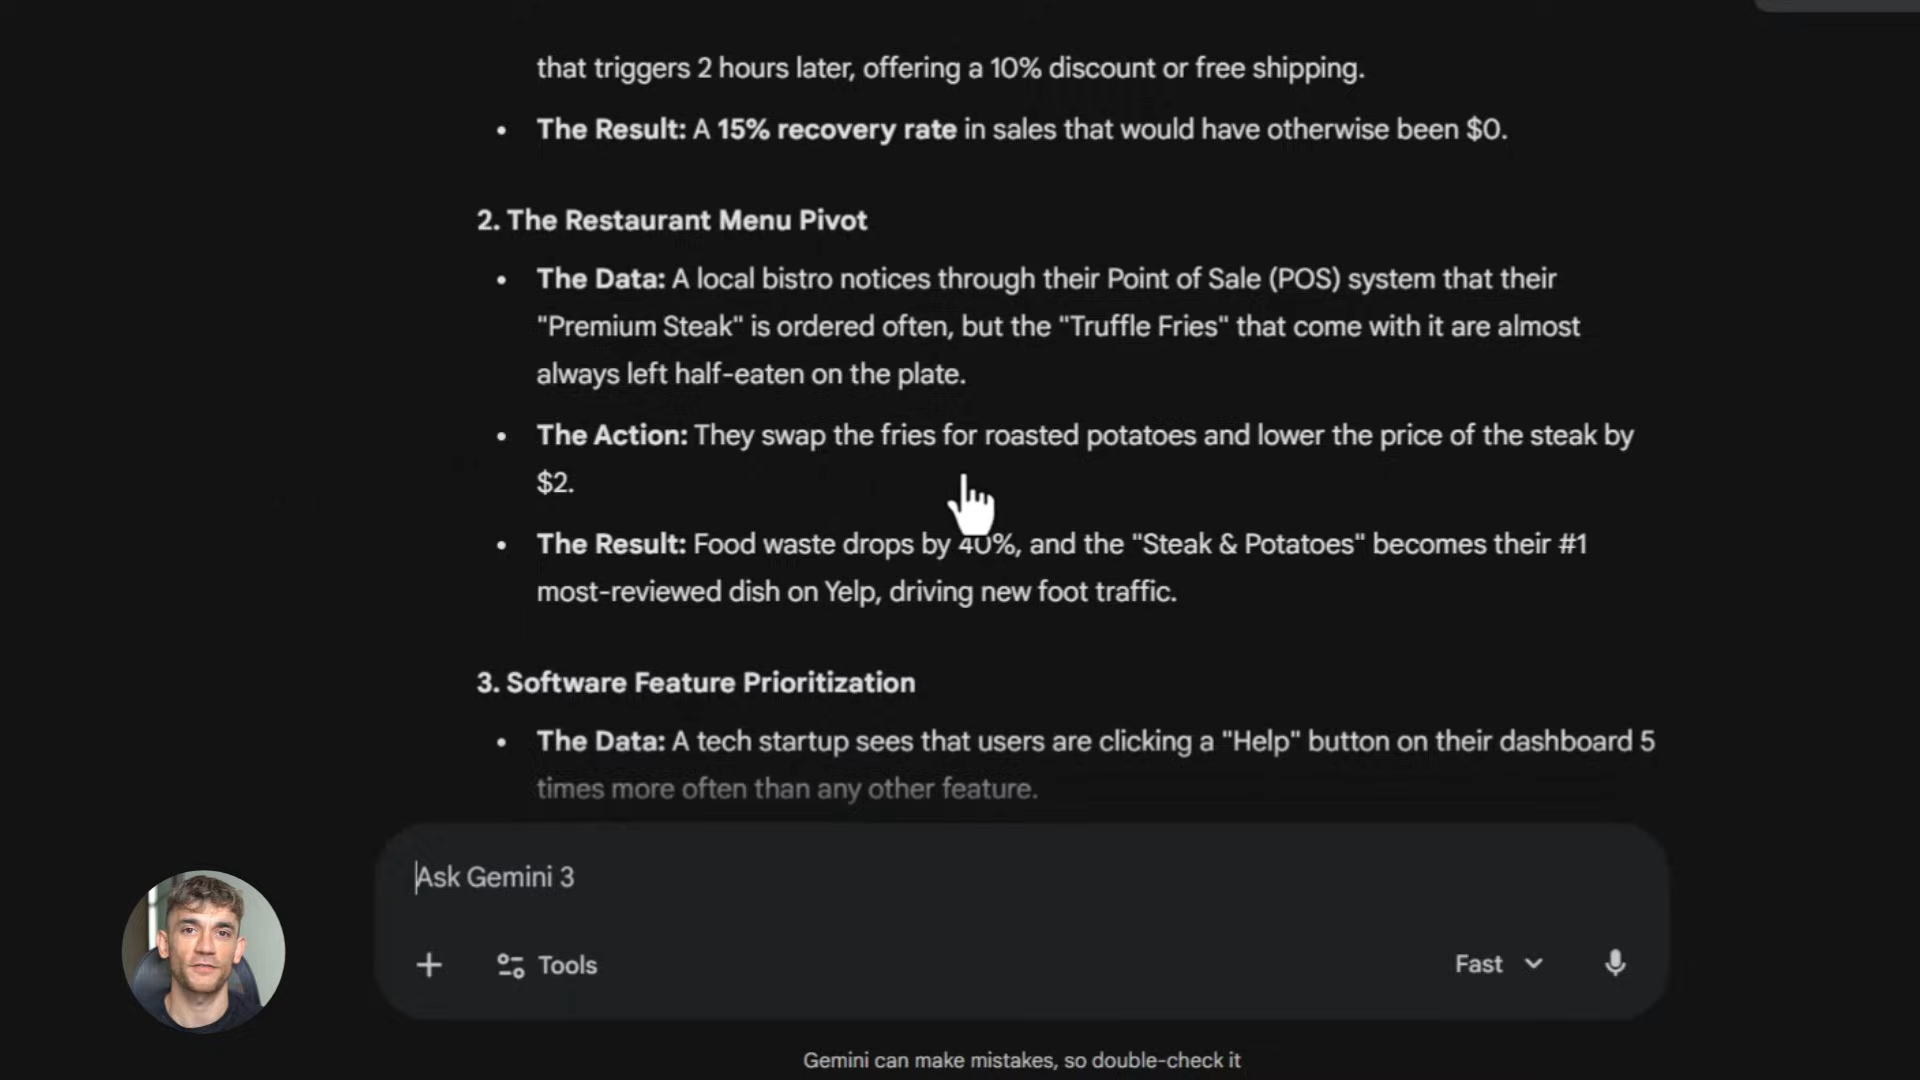 that triggers 2 hours later, offering a 10% discount or free shipping.
• The Result: A 15% recovery rate in sales that would have otherwise been $0.
2. The Restaurant Menu Pivot
• The Data: A local bistro notices through their Point of Sale (POS) system that their
"Premium Steak" is ordered often, but the "Truffle Fries" that come with it are almost
always left half-eaten on the plate.
• The Action: They swap the fries for roasted potatoes and lower the price of the steak by
$2.
• The Result: Food waste drops by 40%, and the "Steak & Potatoes" becomes their #1
most-reviewed dish on Yelp, driving new foot traffic.
3. Software Feature Prioritization
• The Data: A tech startup sees that users are clicking a "Help" button on their dashboard 5
times more often than any other feature.
Ask Gemini 3
Tools
Fast
Gemini can make mistakes, so double-check it